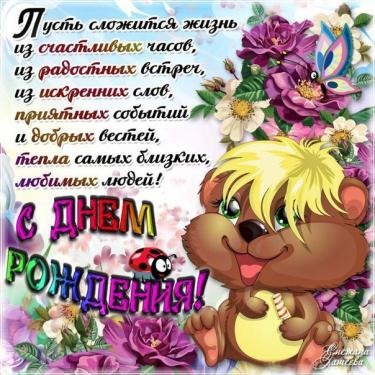 Пусть сложится жизнь
из счастливых часов,
из радостных встреч,
из искренних слов,
приятных событий
и добрых вестей,
тепла самых близких,
любимых людей!
С ДНЕМ
РОЖДЕНИЯ!
Снежана